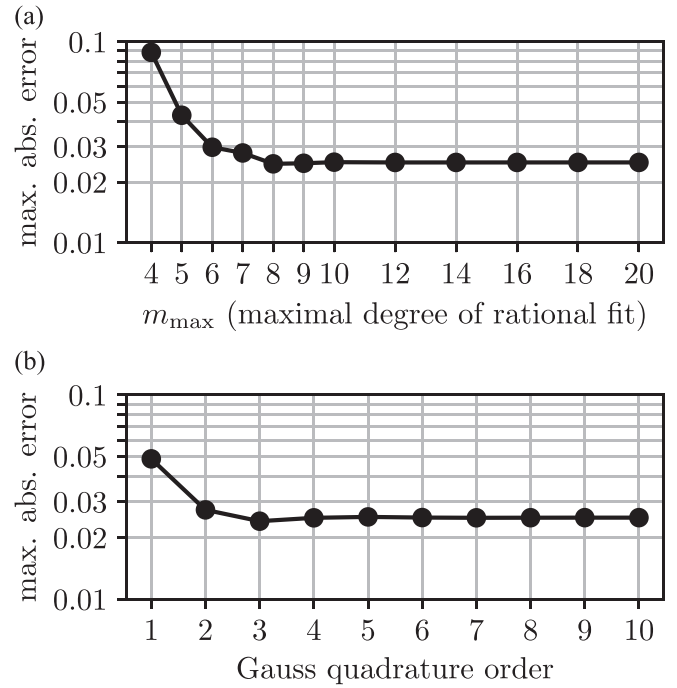 (a)
max. abs. error
0.1
0.05
0.03
0.02
0.01
4 5 6 7 8 9 10 12 14 16 18 20
m_max (maximal degree of rational fit)
(b)
max. abs. error
0.1
0.05
0.03
0.02
0.01
1 2 3 4 5 6 7 8 9 10
Gauss quadrature order